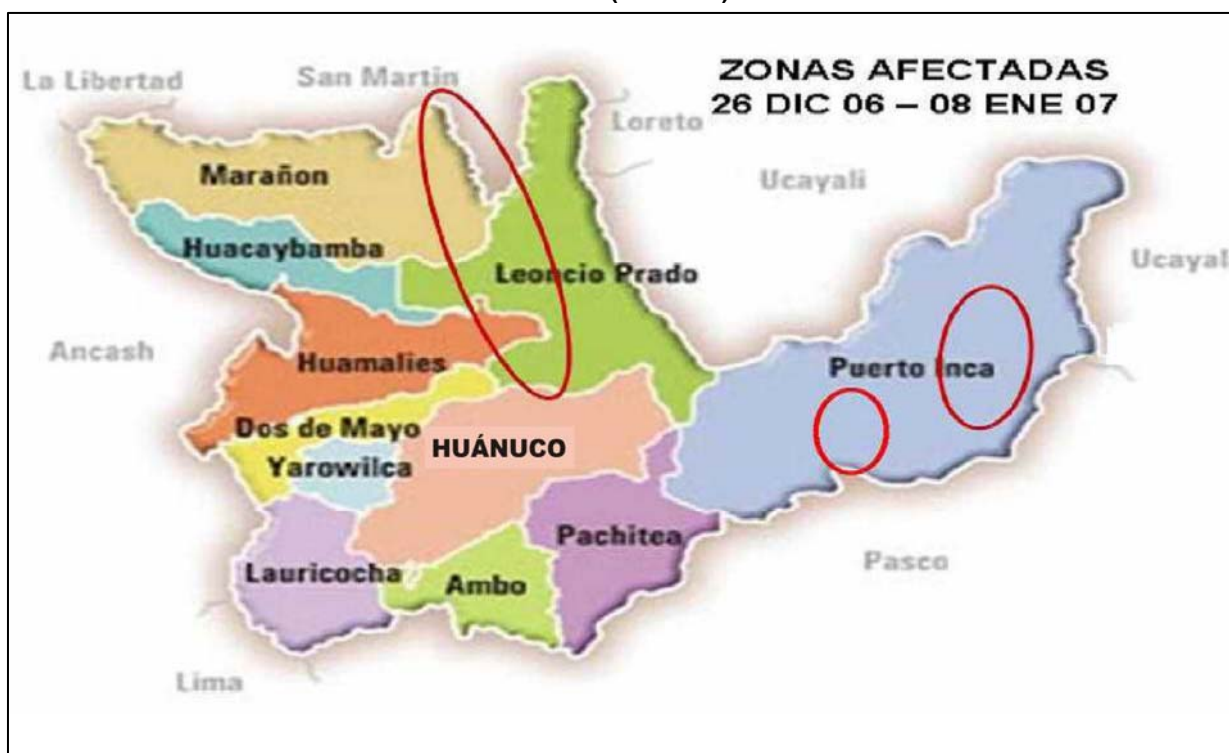 ZONAS AFECTADAS
26 DIC 06 – 08 ENE 07
La Libertad
San Martin
Loreto
Ucayali
Marañon
Huacaybamba
Leoncio Prado
Ucayal
Ancash
Huamalies
Puerto Inca
Dos de Mayo
HUÁNUCO
Yarowilca
Pachitea
Pasco
Lauricocha
Ambo
Lima